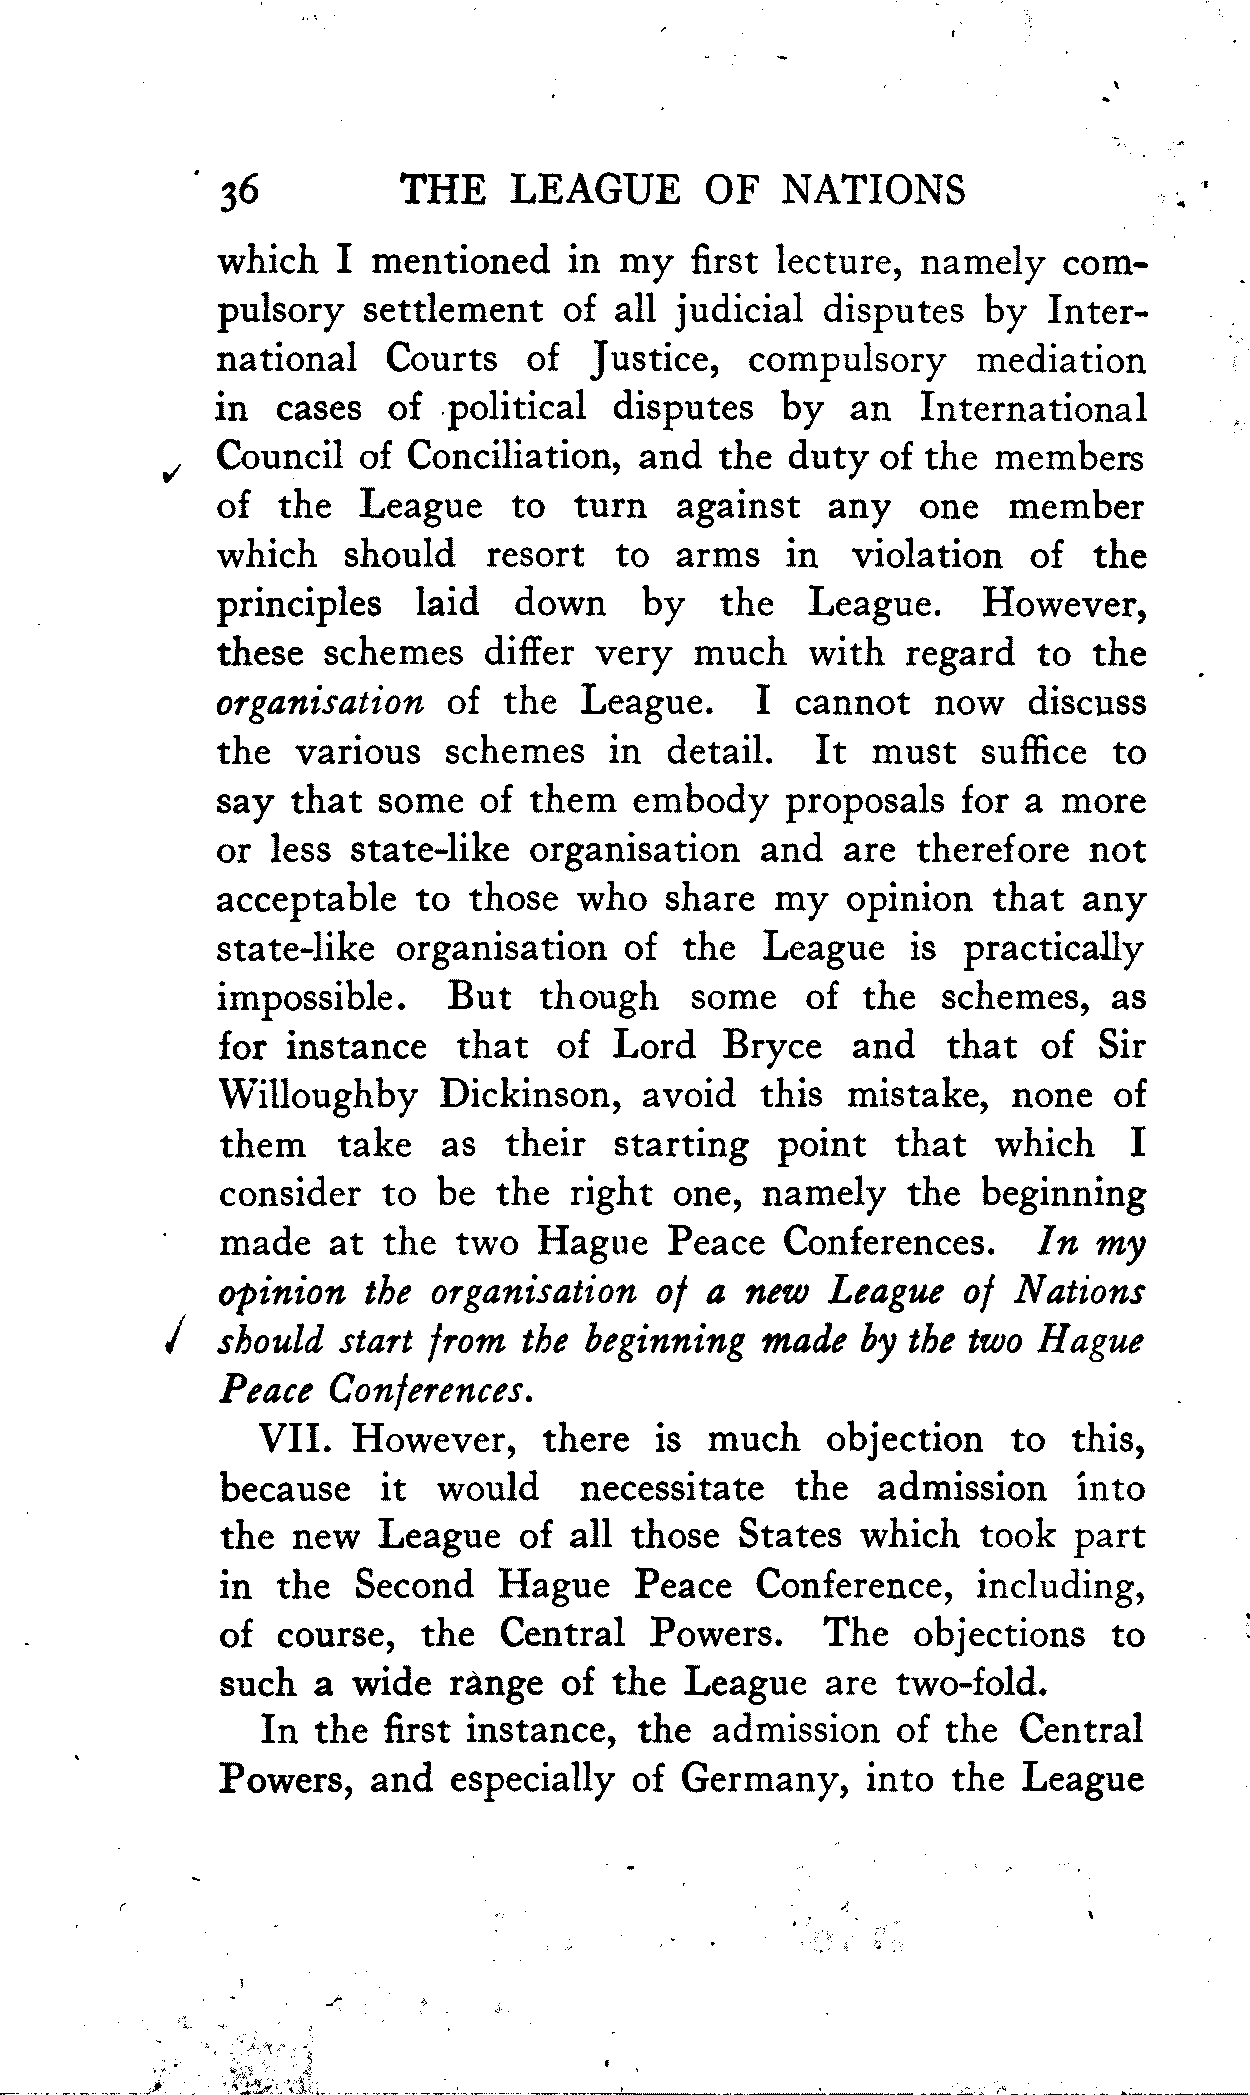 36 THE LEAGUE OF NATIONS
which I mentioned in my first lecture, namely com-
pulsory settlement of all judicial disputes by Inter-
national Courts of Justice, compulsory mediation
in cases of political disputes by an International
Council of Conciliation, and the duty of the members
of the League to turn against any one member
which should resort to arms in violation of the
principles laid down by the League. However,
these schemes differ very much with regard to the
organisation of the League. I cannot now discuss
the various schemes in detail. It must suffice to
say that some of them embody proposals for a more
or less state-like organisation and are therefore not
acceptable to those who share my opinion that any
state-like organisation of the League is practically
impossible. But though some of the schemes, as
for instance that of Lord Bryce and that of Sir
Willoughby Dickinson, avoid this mistake, none of
them take as their starting point that which I
consider to be the right one, namely the beginning
made at the two Hague Peace Conferences. In my
opinion the organisation of a new League of Nations
should start from the beginning made by the two Hague
Peace Conferences.
VII. However, there is much objection to this,
because it would necessitate the admission into
the new League of all those States which took part
in the Second Hague Peace Conference, including,
of course, the Central Powers. The objections to
such a wide range of the League are two-fold.
In the first instance, the admission of the Central
Powers, and especially of Germany, into the League